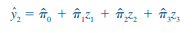 ŷ₂ = π̂₀ + π̂₁z₁ + π̂₂z₂ + π̂₃z₃